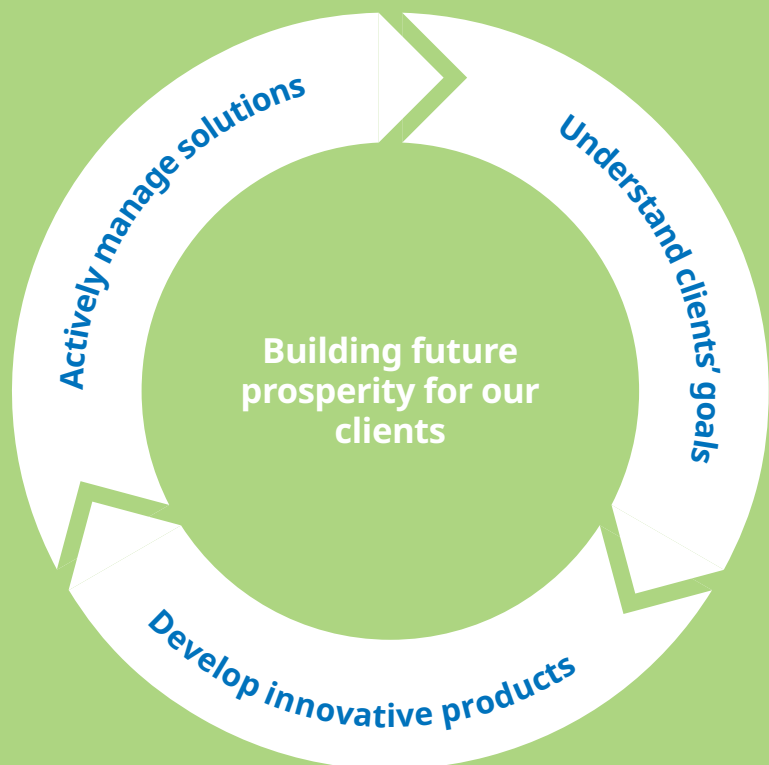 Actively manage solutions
Understand clients’ goals
Building future
prosperity for our
clients
Develop innovative products